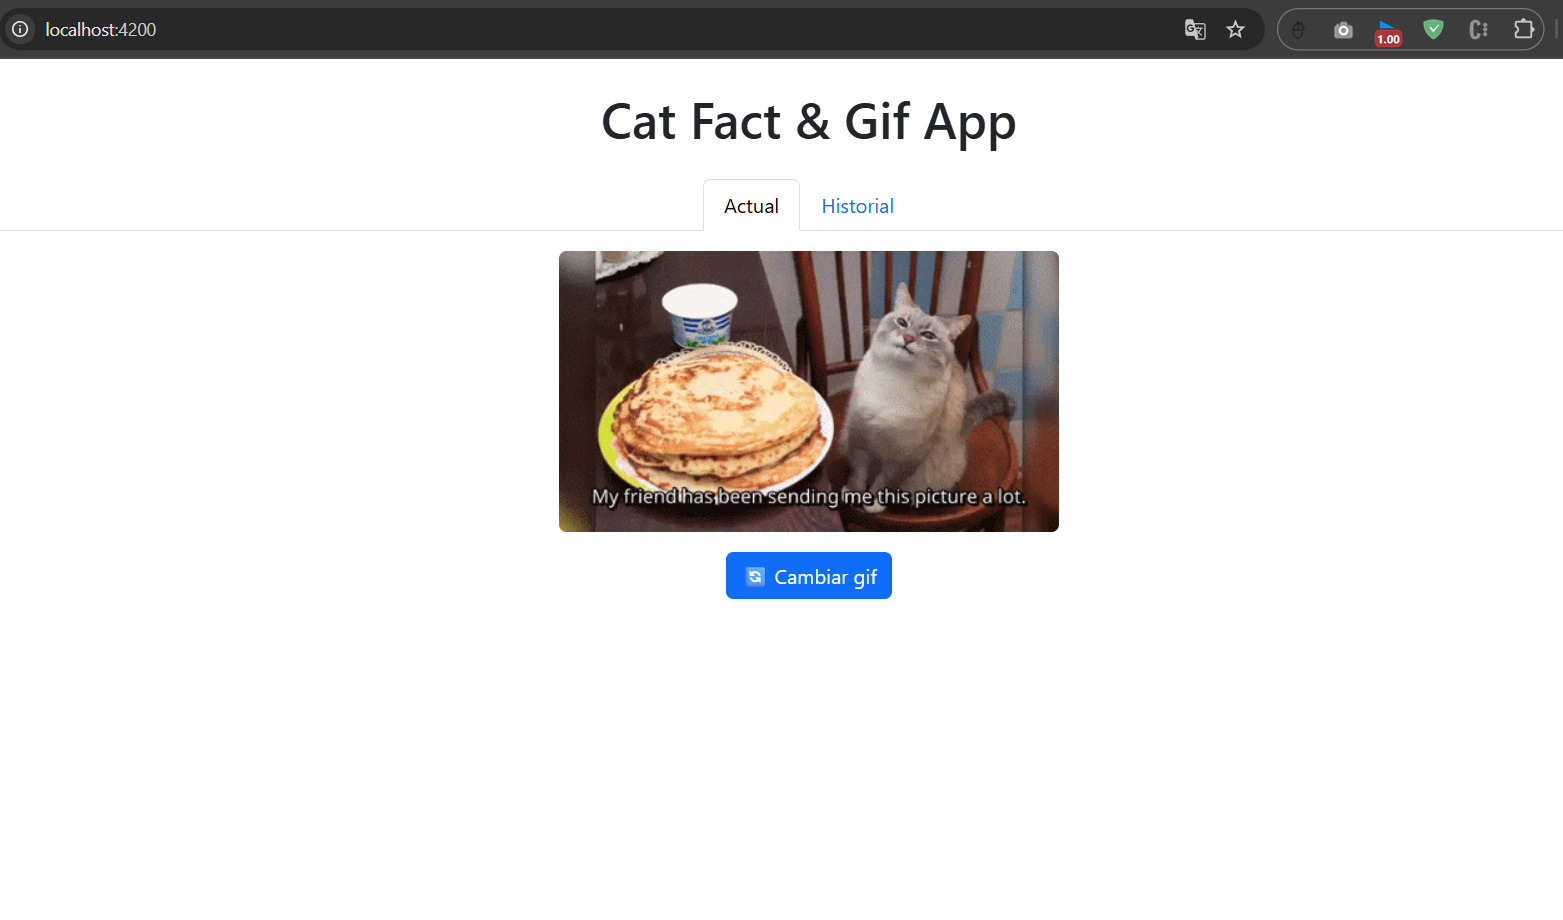 localhost:4200
1.00
Cat Fact & Gif App
Actual
Historial
My friend has been sending me this picture a lot.
Cambiar gif